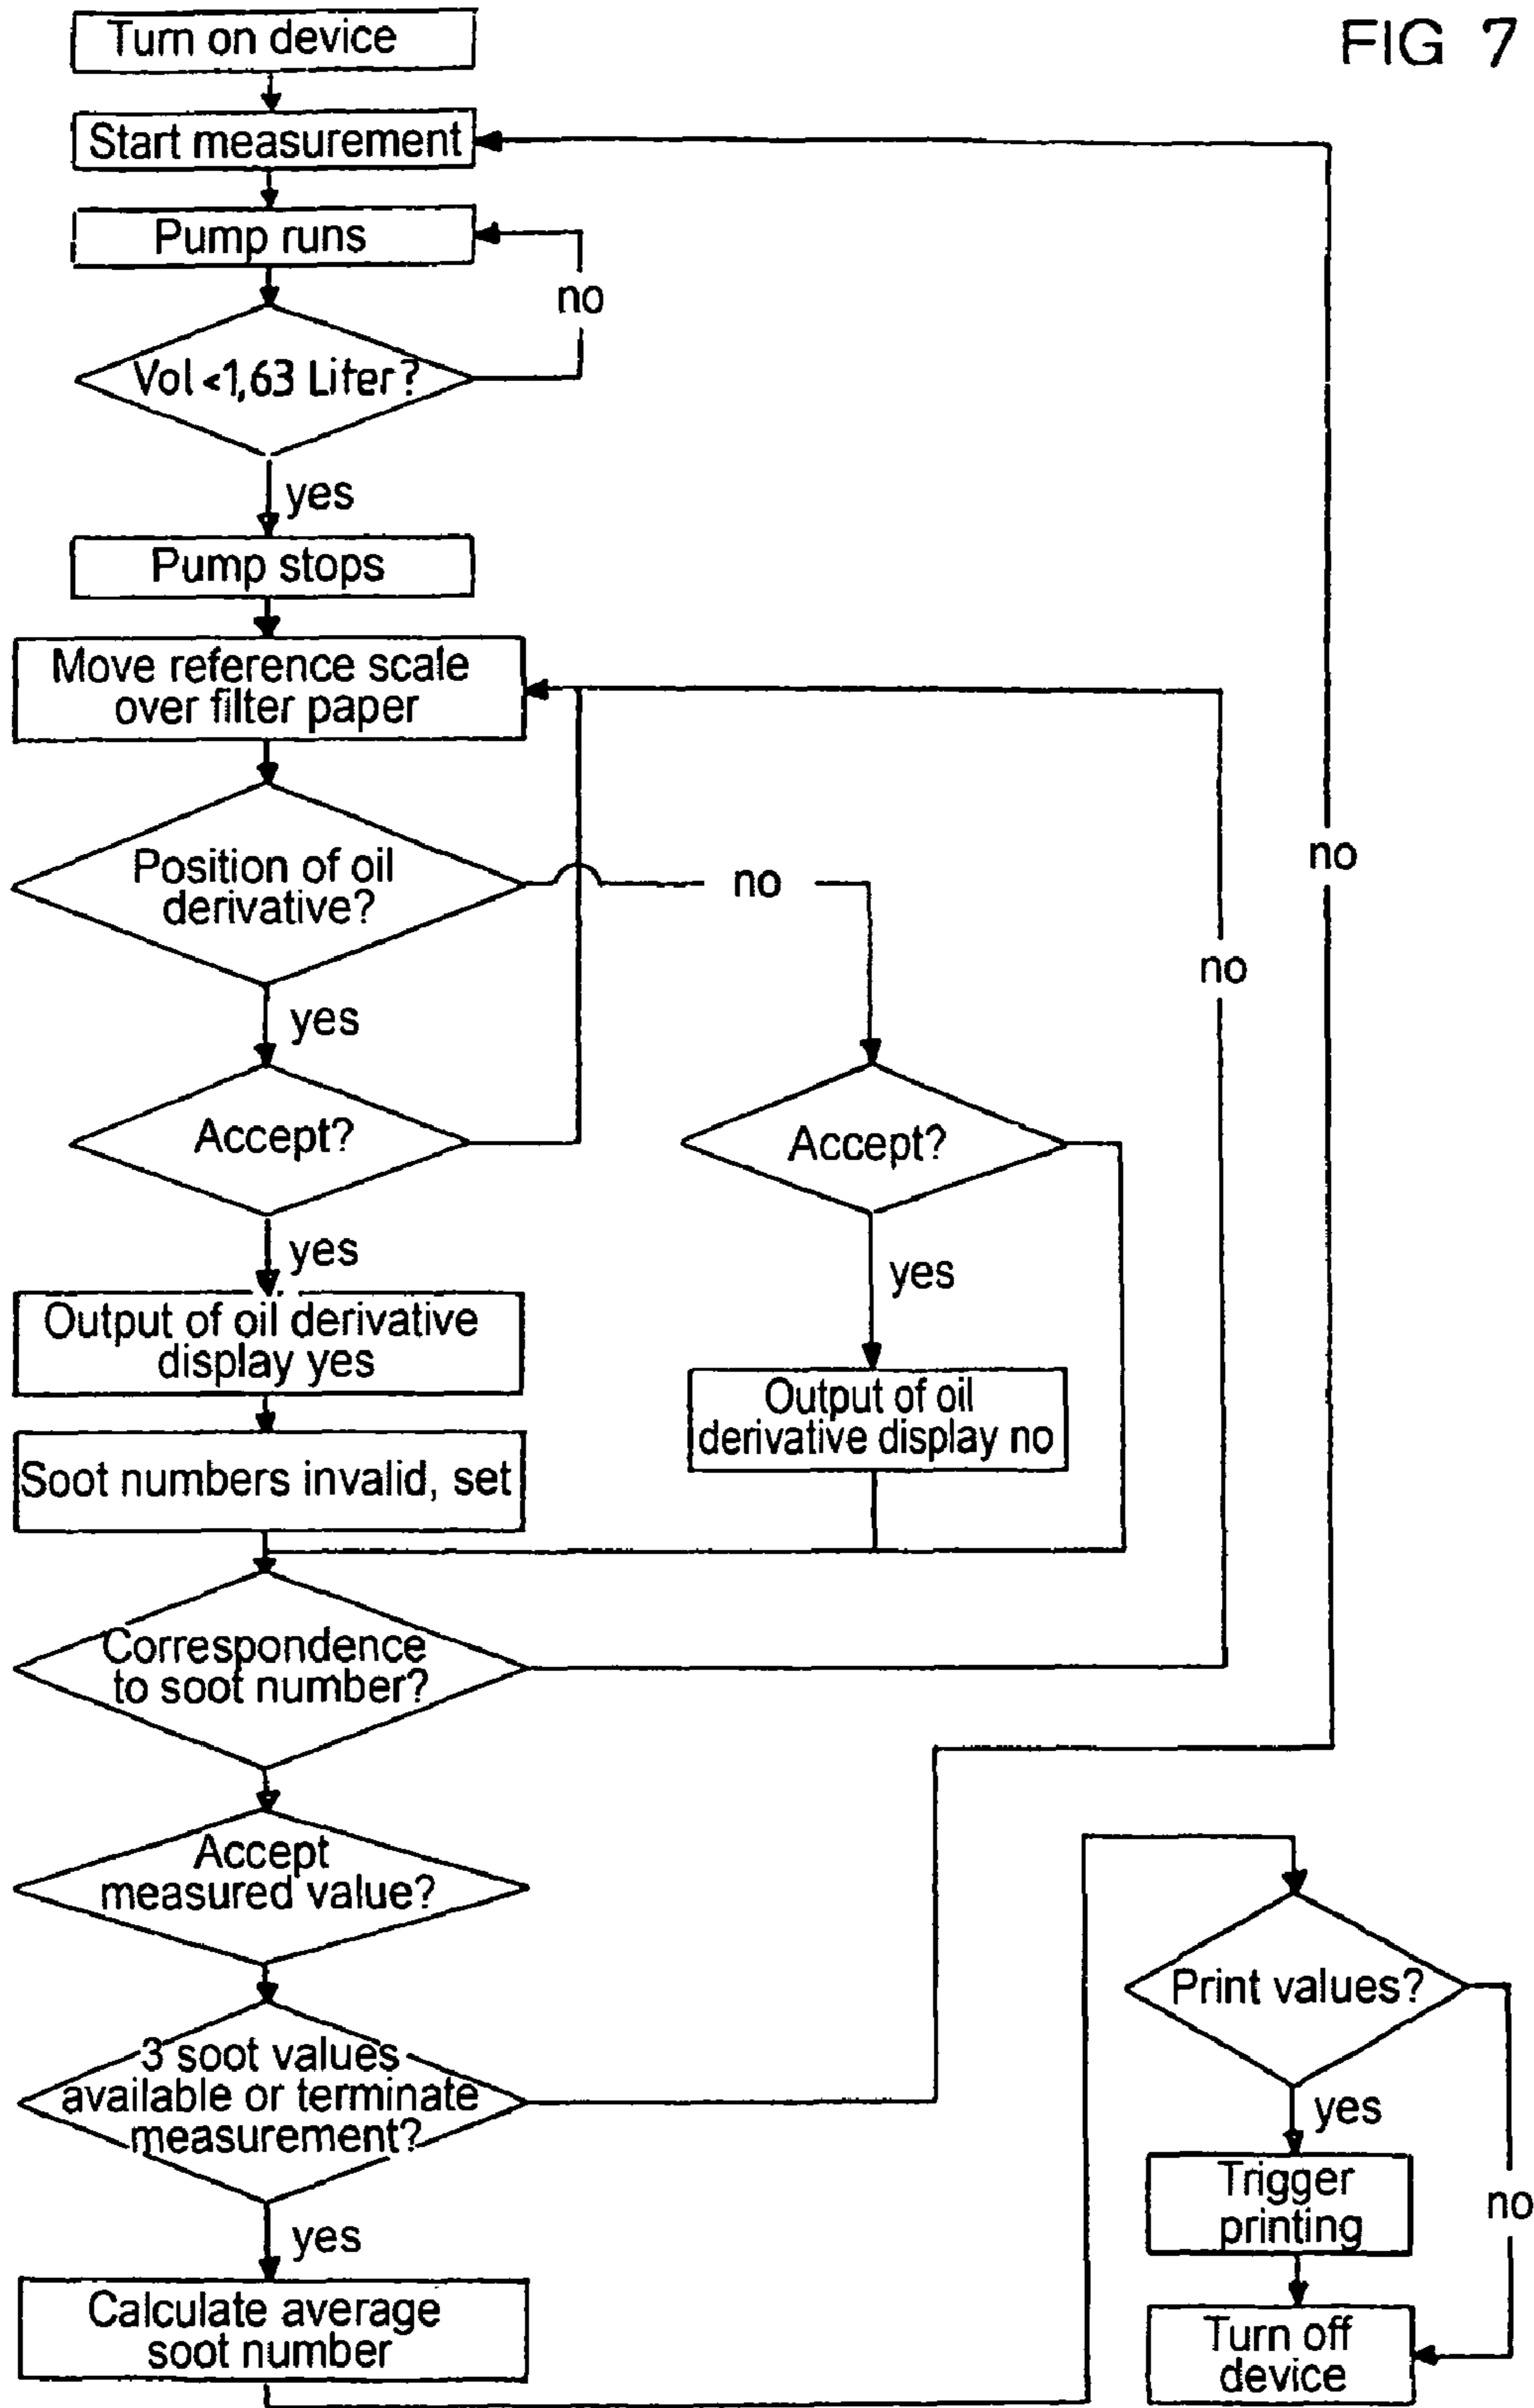 FIG 7
Turn on device
Start measurement
Pump runs
no
Vol <1,63 Liter?
yes
Pump stops
Move reference scale
over filter paper
Position of oil
derivative?
no
no
no
yes
Accept?
Accept?
yes
yes
Output of oil derivative
display yes
Output of oil
derivative display no
Soot numbers invalid, set
Correspondence
to soot number?
Accept
measured value?
Print values?
3 soot values
available or terminate
measurement?
yes
Trigger
printing
no
yes
Calculate average
soot number
Turn off
device